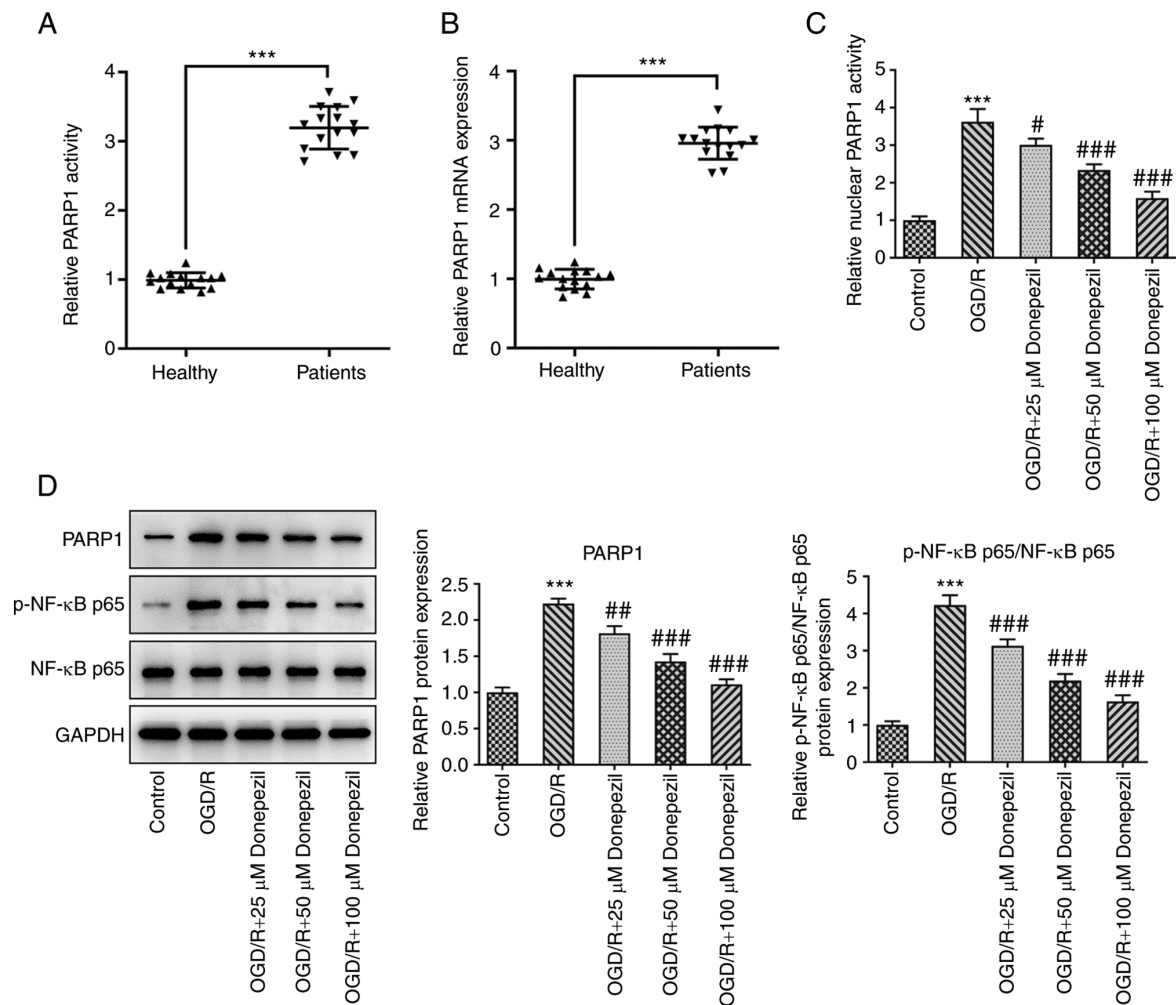 A
Relative PARP1 activity
4
3
2
1
0
***
Healthy
Patients
B
Relative PARP1 mRNA expression
4
3
2
1
0
***
Healthy
Patients
C
Relative nuclear PARP1 activity
5
4
3
2
1
0
***
#
###
###
Control
OGD/R
OGD/R+25 μM Donepezil
OGD/R+50 μM Donepezil
OGD/R+100 μM Donepezil
D
PARP1
p-NF-κB p65
NF-κB p65
GAPDH
Control
OGD/R
OGD/R+25 μM Donepezil
OGD/R+50 μM Donepezil
OGD/R+100 μM Donepezil
PARP1
Relative PARP1 protein expression
2.5
2.0
1.5
1.0
0.5
0.0
***
##
###
###
Control
OGD/R
OGD/R+25 μM Donepezil
OGD/R+50 μM Donepezil
OGD/R+100 μM Donepezil
p-NF-κB p65/NF-κB p65
Relative p-NF-κB p65/NF-κB p65
protein expression
5
4
3
2
1
0
***
###
###
###
Control
OGD/R
OGD/R+25 μM Donepezil
OGD/R+50 μM Donepezil
OGD/R+100 μM Donepezil